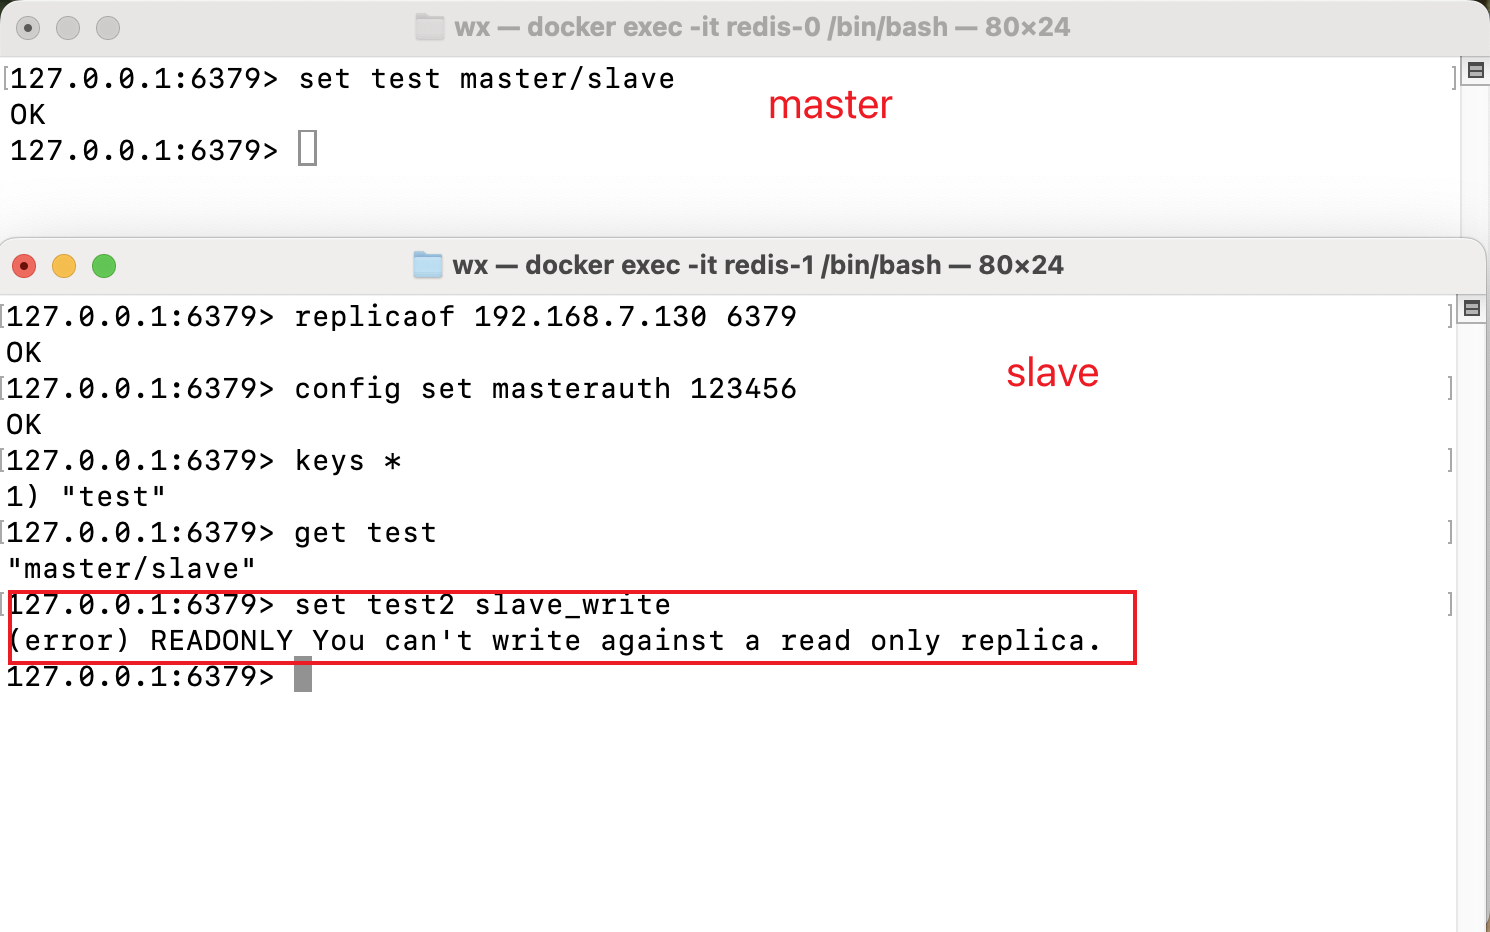 wx — docker exec -it redis-0 /bin/bash — 80×24
127.0.0.1:6379> set test master/slave
master
OK
127.0.0.1:6379>
wx — docker exec -it redis-1 /bin/bash — 80×24
127.0.0.1:6379> replicaof 192.168.7.130 6379
OK
slave
127.0.0.1:6379> config set masterauth 123456
OK
127.0.0.1:6379> keys *
1) "test"
127.0.0.1:6379> get test
"master/slave"
127.0.0.1:6379> set test2 slave_write
(error) READONLY You can't write against a read only replica.
127.0.0.1:6379>